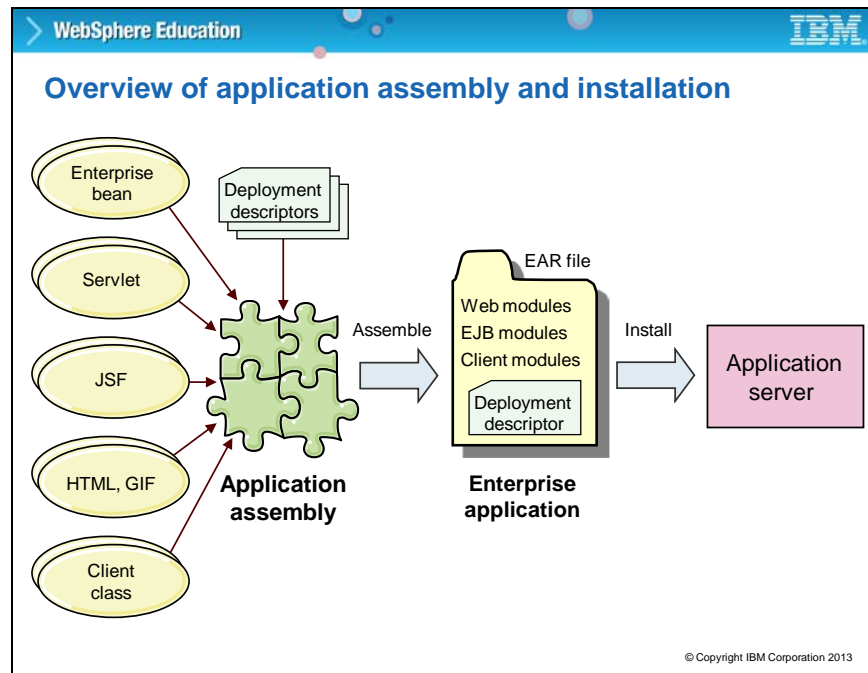 WebSphere Education
IBM
Overview of application assembly and installation
Enterprise
bean
Deployment
descriptors
Servlet
JSF
HTML, GIF
Client
class
Application
assembly
Assemble
EAR file
Web modules
EJB modules
Client modules
Deployment
descriptor
Enterprise
application
Install
Application
server
© Copyright IBM Corporation 2013